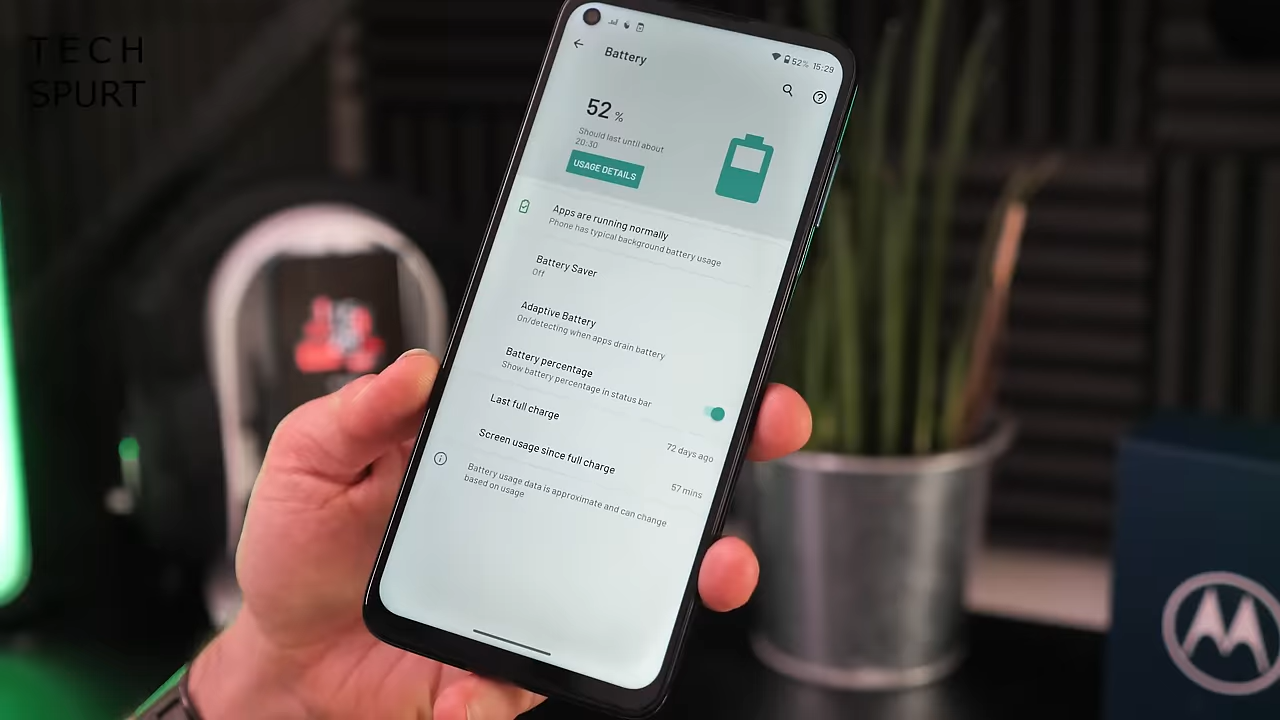 TECH
SPURT
52% 15:29
Battery
52 %
Should last until about
20:30
USAGE DETAILS
Apps are running normally
Phone has typical background battery usage
Battery Saver
Off
Adaptive Battery
On/detecting when apps drain battery
Battery percentage
Show battery percentage in status bar
Last full charge
72 days ago
Screen usage since full charge
57 mins
Battery usage data is approximate and can change
based on usage